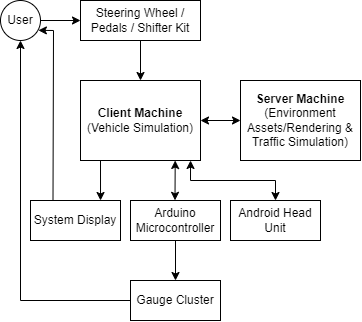 User
Steering Wheel /
Pedals / Shifter Kit
Client Machine
(Vehicle Simulation)
Server Machine
(Environment
Assets/Rendering &
Traffic Simulation)
System Display
Arduino
Microcontroller
Android Head
Unit
Gauge Cluster